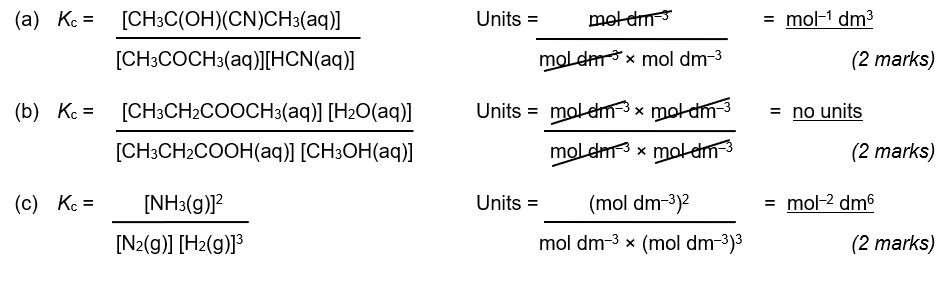 (a) Kc = [CH₃C(OH)(CN)CH₃(aq)] Units = mol dm⁻³ = mol⁻¹ dm³
[CH₃COCH₃(aq)][HCN(aq)] mol dm⁻³ × mol dm⁻³ (2 marks)
(b) Kc = [CH₃CH₂COOCH₃(aq)] [H₂O(aq)] Units = mol dm⁻³ × mol dm⁻³ = no units
[CH₃CH₂COOH(aq)] [CH₃OH(aq)] mol dm⁻³ × mol dm⁻³ (2 marks)
(c) Kc = [NH₃(g)]² Units = (mol dm⁻³)² = mol⁻² dm⁶
[N₂(g)] [H₂(g)]³ mol dm⁻³ × (mol dm⁻³)³ (2 marks)